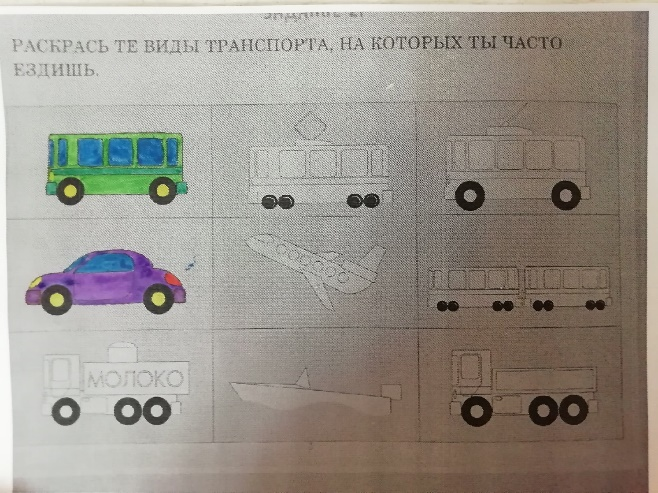 РАСКРАСЬ ТЕ ВИДЫ ТРАНСПОРТА, НА КОТОРЫХ ТЫ ЧАСТО
ЕЗДИШЬ.
МОЛОКО